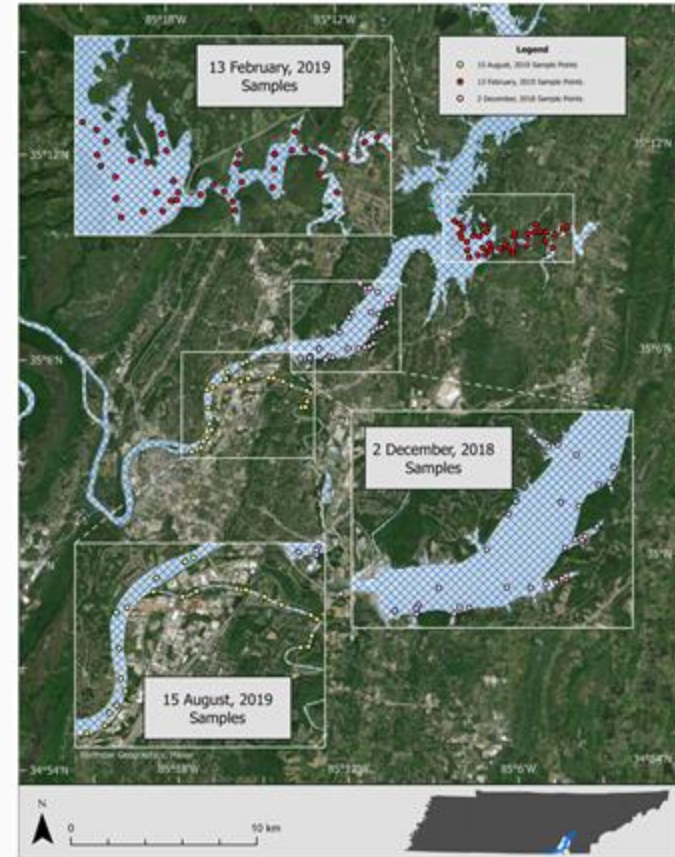 85°18'W
85°12'W
13 February, 2019
Samples
Legend
15 August, 2019 Sample Points
13 February, 2019 Sample Points
2 December, 2018 Sample Points
35°12'N
35°12'N
35°6'N
35°6'N
2 December, 2018
Samples
35°N
15 August, 2019
Samples
34°54'N
85°18'W
85°12'W
85°6'W
34°54'N
N
0
10 km